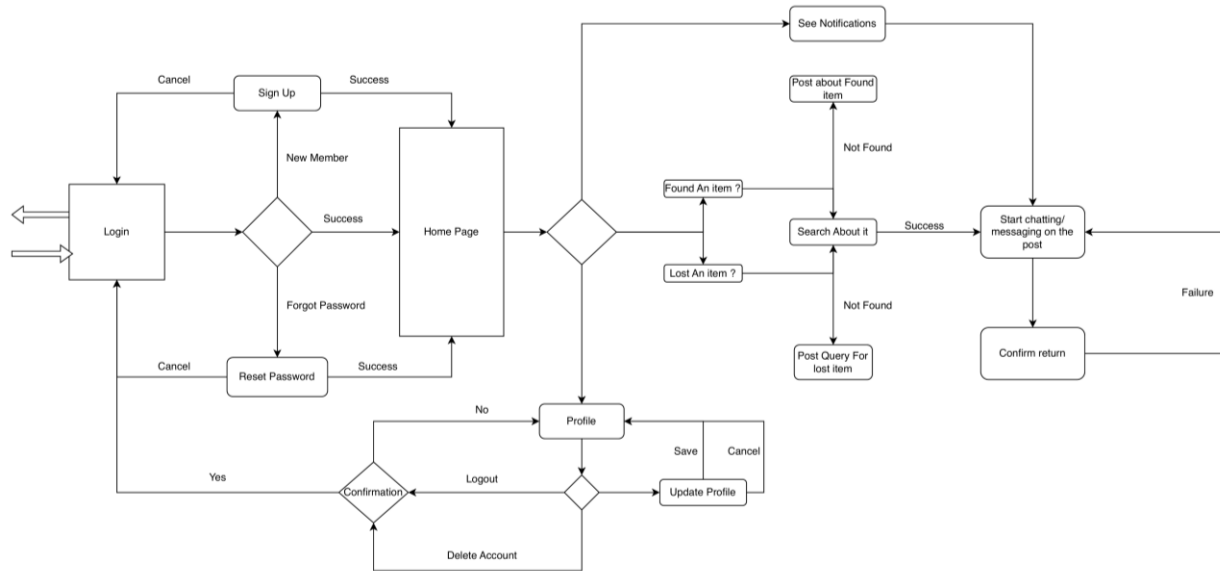 See Notifications
Cancel
Sign Up
Success
Post about Found
item
New Member
Not Found
Found An item ?
Login
Success
Home Page
Search About it
Success
Start chatting/
messaging on the
post
Lost An item ?
Forgot Password
Not Found
Failure
Cancel
Reset Password
Success
Post Query For
lost item
Confirm return
No
Profile
Save
Cancel
Yes
Confirmation
Logout
Update Profile
Delete Account